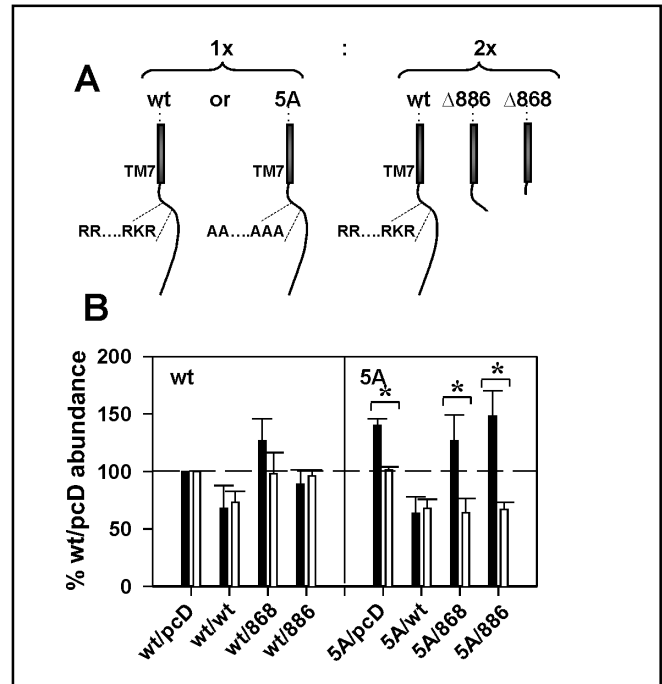 A
1x : 2x
wt or 5A wt Δ886 Δ868
TM7 TM7 TM7
RR....RKR AA....AAA RR....RKR
B
% wt/pcD abundance
200
150
100
50
0
wt 5A
* * *
wt/pcD wt/wt wt/868 wt/886 5A/pcD 5A/wt 5A/868 5A/886